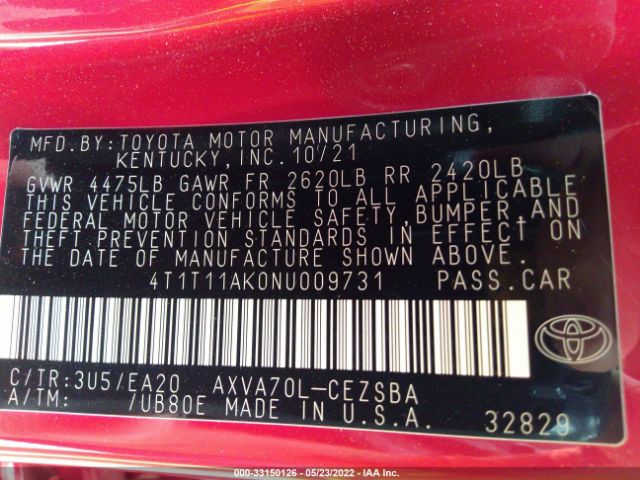 MFD.BY:TOYOTA MOTOR MANUFACTURING,
KENTUCKY,INC.10/21
GVWR 4475LB GAWR FR 2620LB RR 2420LB
THIS VEHICLE CONFORMS TO ALL APPLICABLE
FEDERAL MOTOR VEHICLE SAFETY,BUMPER,AND
THEFT PREVENTION STANDARDS IN EFFECT ON
THE DATE OF MANUFACTURE SHOWN ABOVE.
4T1T11AK0NU009731 PASS.CAR
C/TR:3U5/EA20 AXVA70L-CEZSBA
A/TM: /UB80E MADE IN U.S.A. 32829
000-33150126 - 05/23/2022 - IAA Inc.